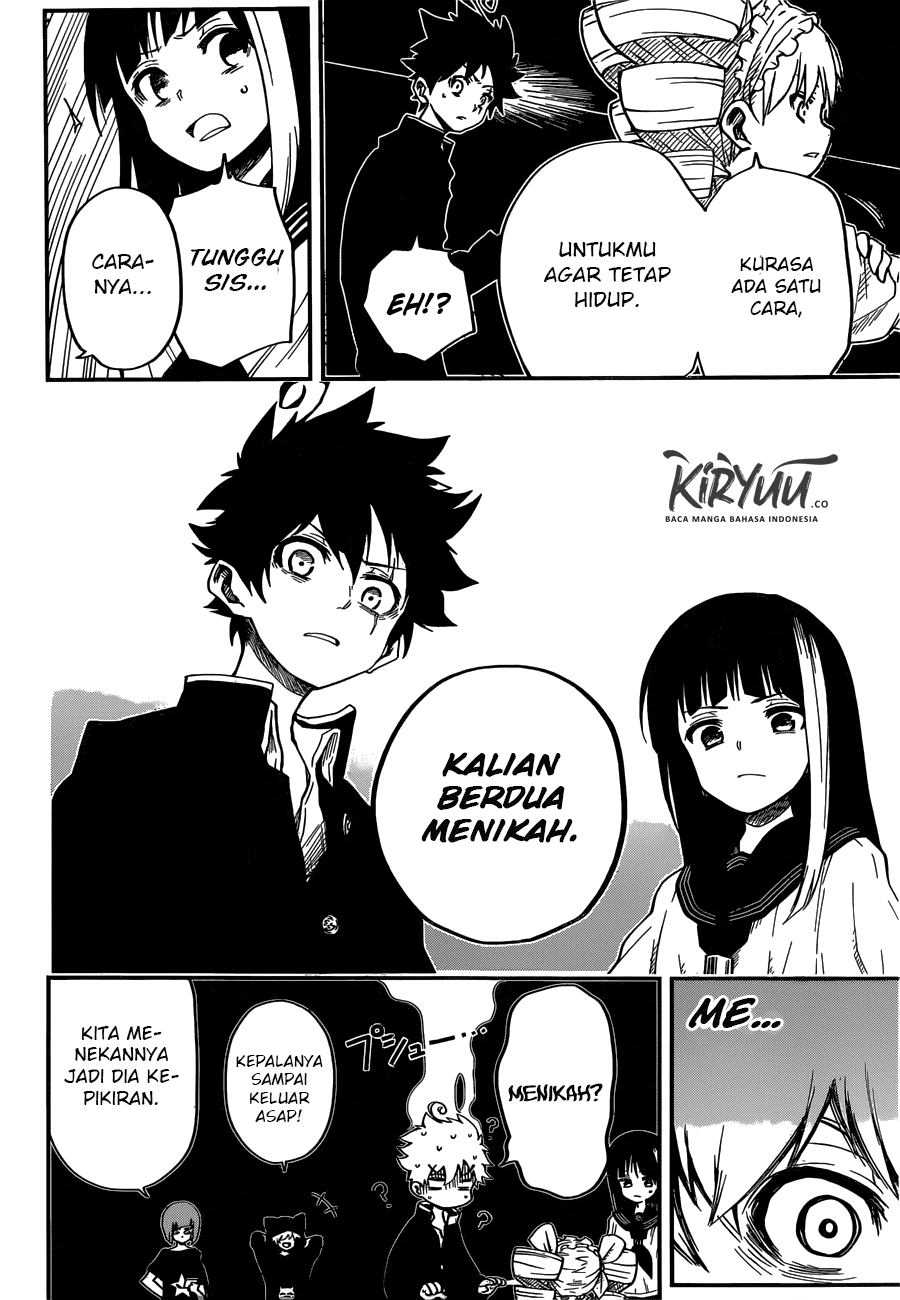 KURASA
ADA SATU
CARA,
UNTUKMU
AGAR TETAP
HIDUP.
EH!?
TUNGGU
SIS...
CARA-
NYA...
KIRYUU
.CO
BACA MANGA BAHASA INDONESIA
KALIAN
BERDUA
MENIKAH.
ME...
MENIKAH?
プシュー…
KEPALANYA
SAMPAI
KELUAR
ASAP!
KITA ME-
NEKANNYA
JADI DIA KE-
PIKIRAN.
?
?
?